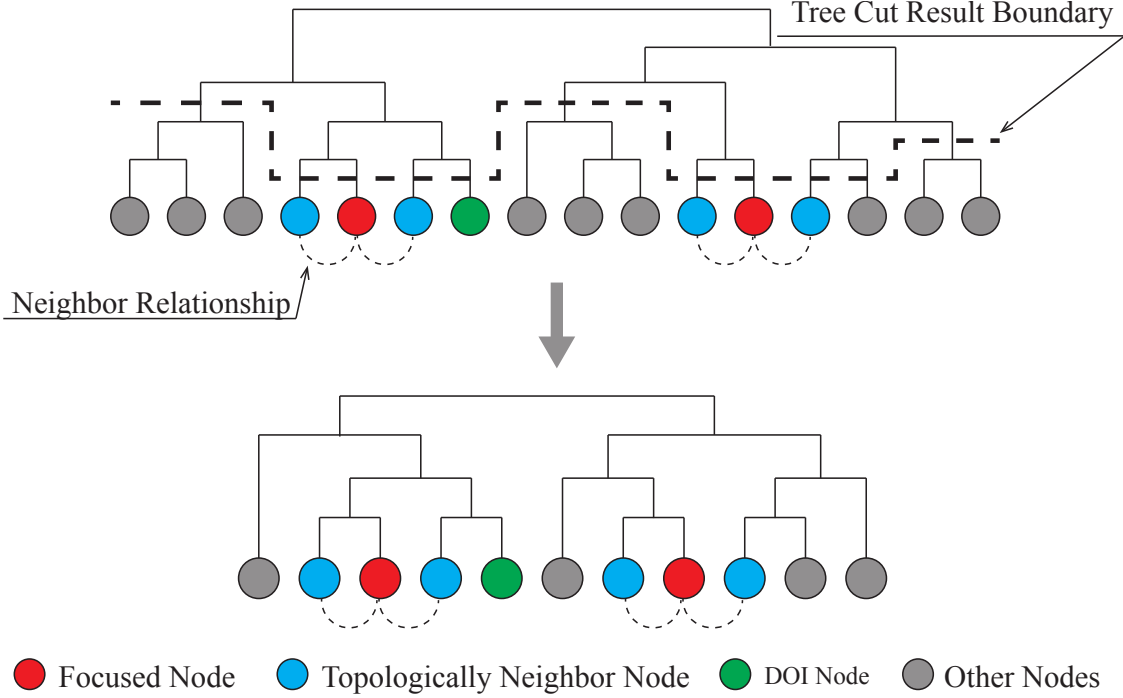 Tree Cut Result Boundary
Neighbor Relationship
Focused Node
Topologically Neighbor Node
DOI Node
Other Nodes